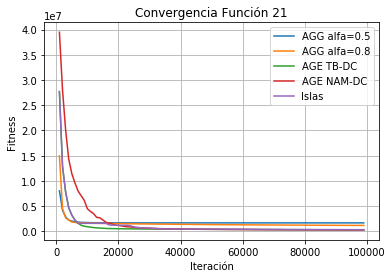 Convergencia Función 21
1e7
4.0
3.5
3.0
2.5
2.0
1.5
1.0
0.5
0.0
Fitness
AGG alfa=0.5
AGG alfa=0.8
AGE TB-DC
AGE NAM-DC
Islas
0 20000 40000 60000 80000 100000
Iteración